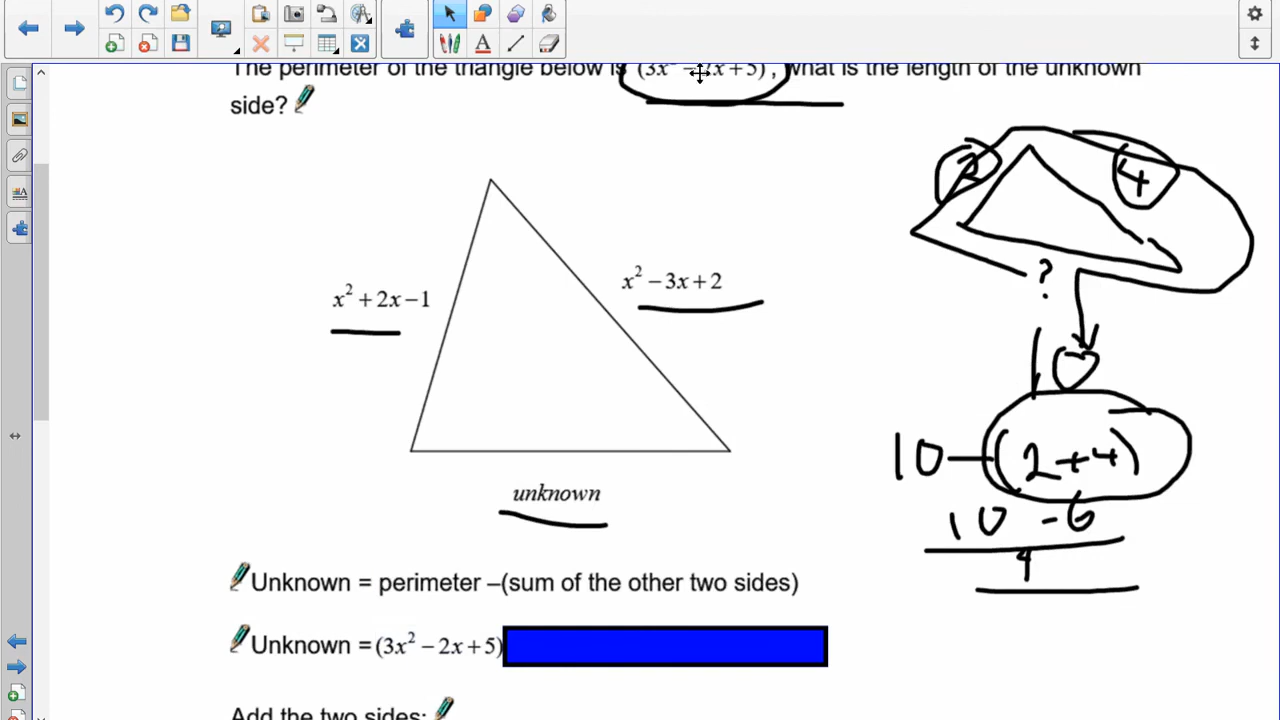 The perimeter of the triangle below is (3x² − 2x + 5), what is the length of the unknown
side?
2
4
x² − 3x + 2
?
x² + 2x − 1
10
10 − (2 + 4)
unknown
10 − 6
4
Unknown = perimeter –(sum of the other two sides)
Unknown = (3x² − 2x + 5)
Add the two sides: